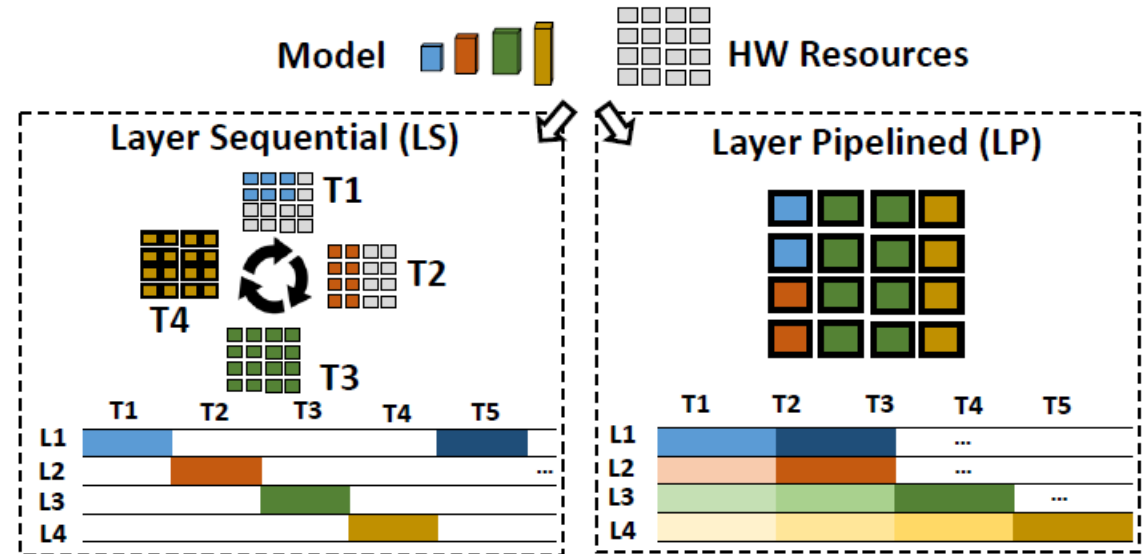 Model
HW Resources
Layer Sequential (LS)
T1
T2
T3
T4
T1 T2 T3 T4 T5
L1
L2 ...
L3
L4
Layer Pipelined (LP)
T1 T2 T3 T4 T5
L1 ...
L2 ...
L3 ...
L4